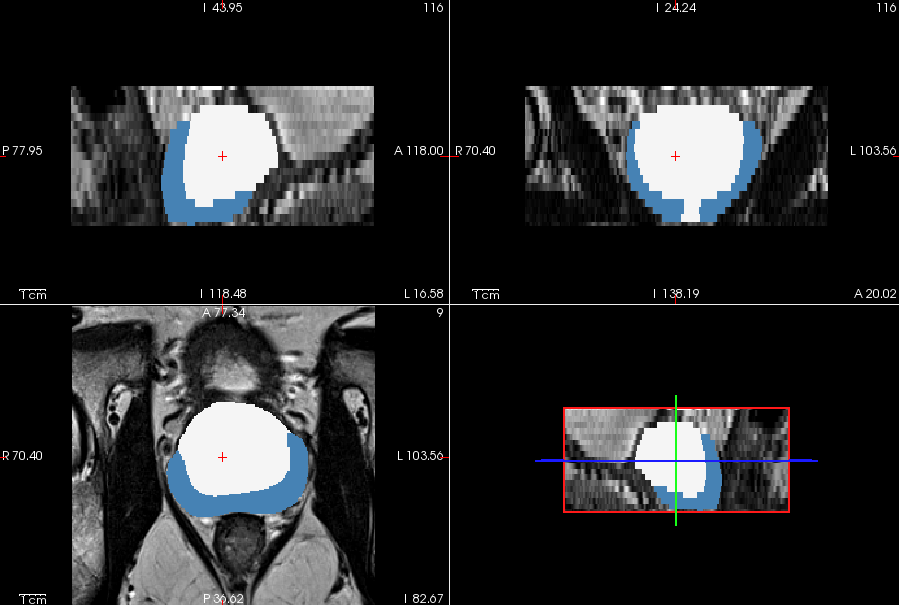 I 43.95
116
P 77.95
A 118.00
1cm
I 118.48
L 16.58
I 24.24
116
R 70.40
L 103.56
1cm
I 138.19
A 20.02
A 77.34
9
R 70.40
L 103.56
1cm
P 36.62
I 82.67